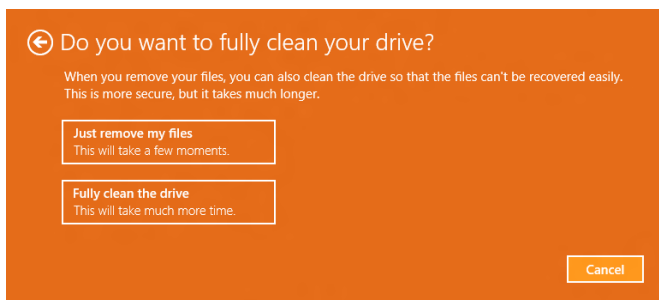 Do you want to fully clean your drive?
When you remove your files, you can also clean the drive so that the files can't be recovered easily.
This is more secure, but it takes much longer.
Just remove my files
This will take a few moments.
Fully clean the drive
This will take much more time.
Cancel